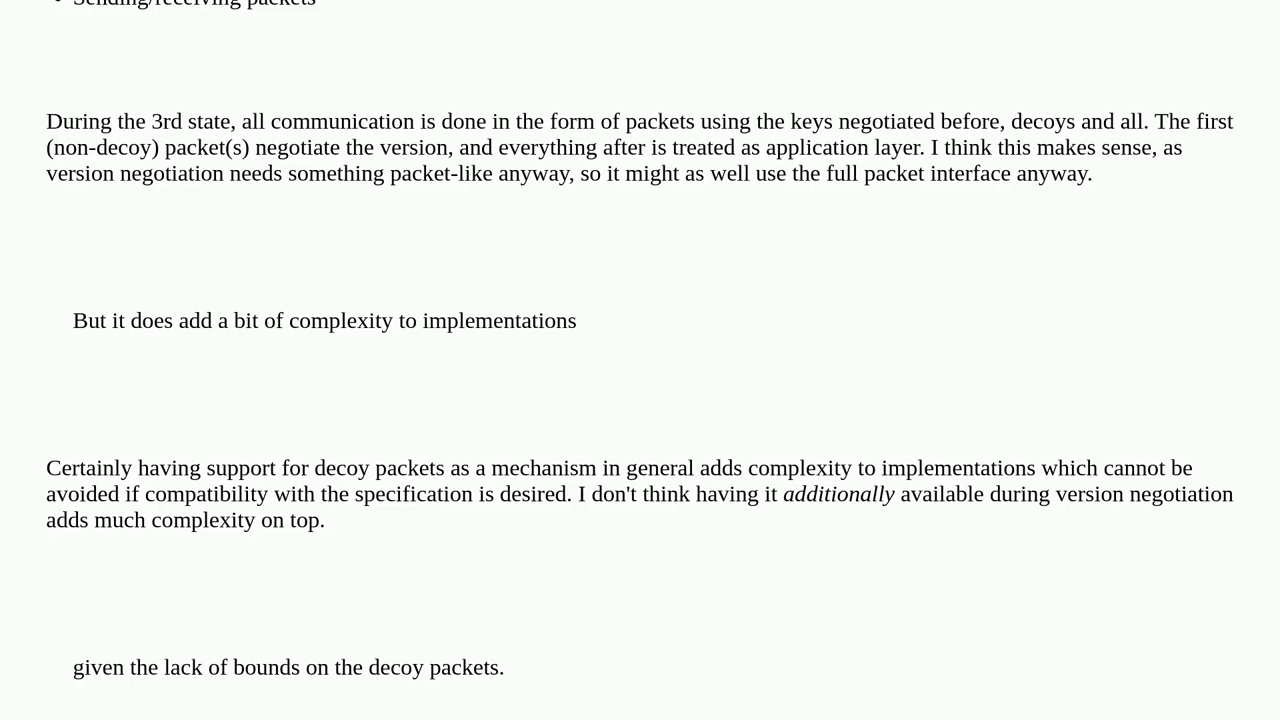 Sending/receiving packets
During the 3rd state, all communication is done in the form of packets using the keys negotiated before, decoys and all. The first
(non-decoy) packet(s) negotiate the version, and everything after is treated as application layer. I think this makes sense, as
version negotiation needs something packet-like anyway, so it might as well use the full packet interface anyway.
But it does add a bit of complexity to implementations
Certainly having support for decoy packets as a mechanism in general adds complexity to implementations which cannot be
avoided if compatibility with the specification is desired. I don't think having it additionally available during version negotiation
adds much complexity on top.
given the lack of bounds on the decoy packets.